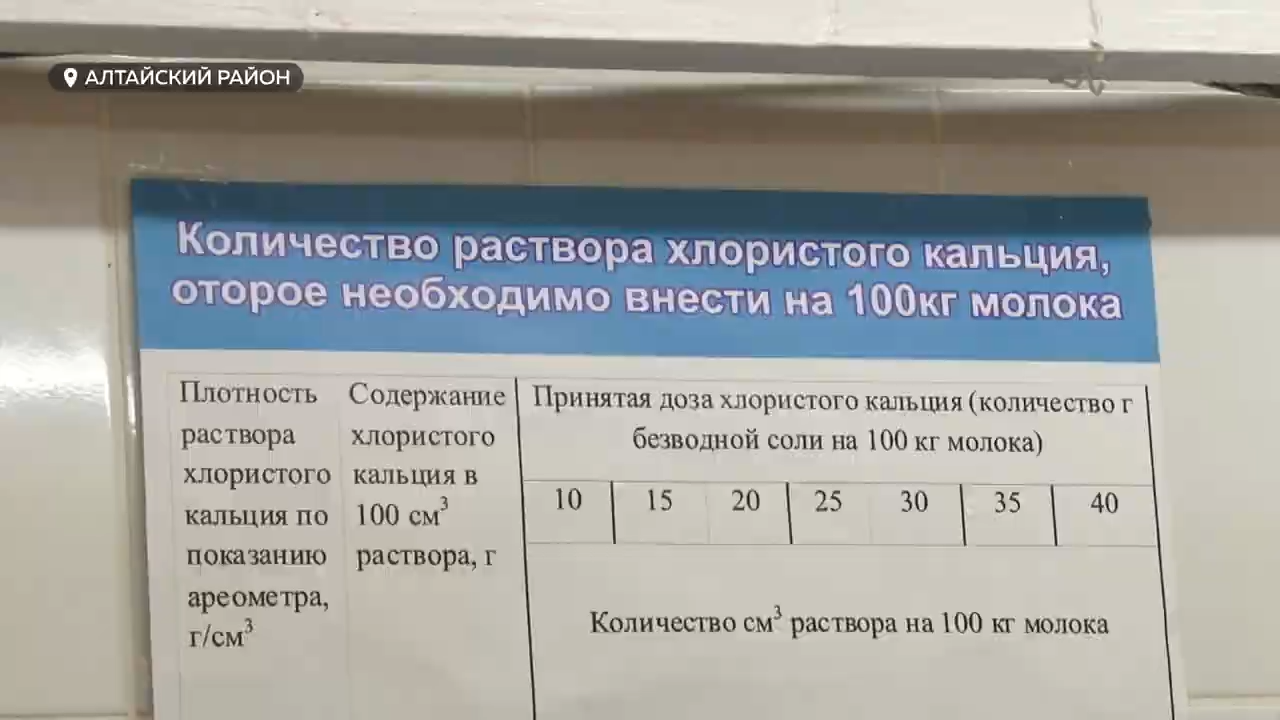 АЛТАЙСКИЙ РАЙОН
Количество раствора хлористого кальция,
оторое необходимо внести на 100кг молока
Плотность
раствора
хлористого
кальция по
показанию
ареометра,
г/см³
Содержание
хлористого
кальция в
100 см³
раствора, г
Принятая доза хлористого кальция (количество г
безводной соли на 100 кг молока)
10 15 20 25 30 35 40
Количество см³ раствора на 100 кг молока